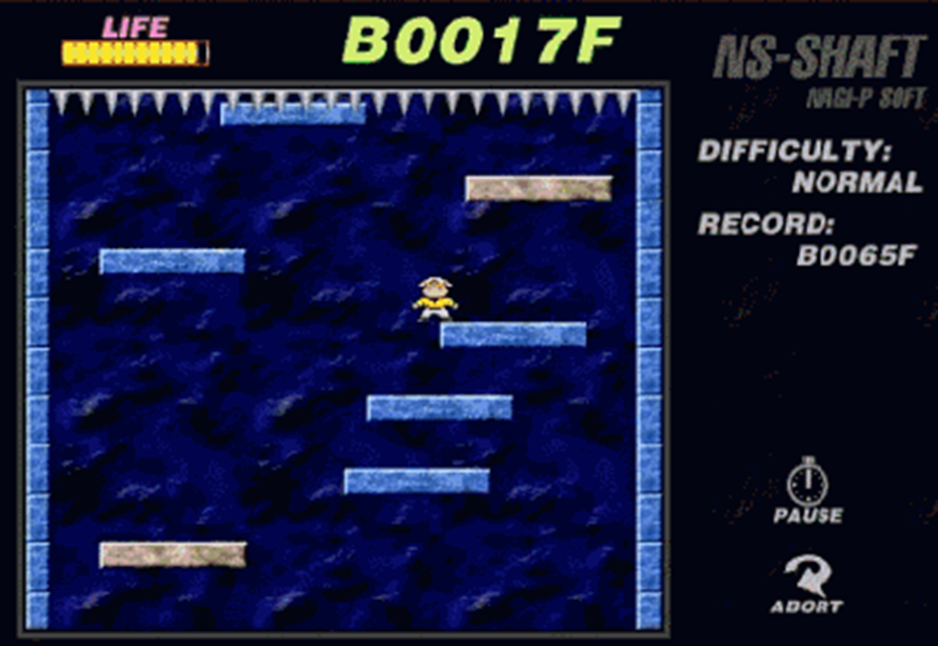 LIFE
B0017F
NS-SHAFT
NAGI-P SOFT
DIFFICULTY:
NORMAL
RECORD:
B0065F
PAUSE
ABORT